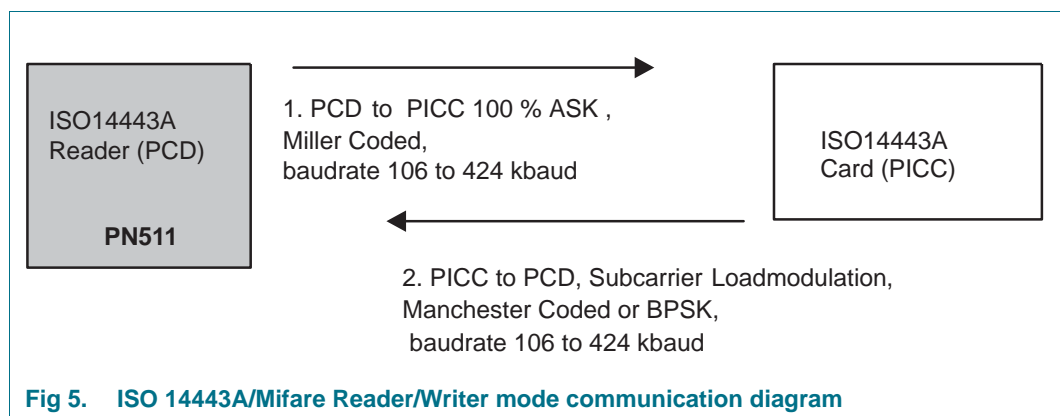 ISO14443A
Reader (PCD)
PN511
1. PCD to PICC 100 % ASK ,
Miller Coded,
baudrate 106 to 424 kbaud
ISO14443A
Card (PICC)
2. PICC to PCD, Subcarrier Loadmodulation,
Manchester Coded or BPSK,
baudrate 106 to 424 kbaud
Fig 5. ISO 14443A/Mifare Reader/Writer mode communication diagram